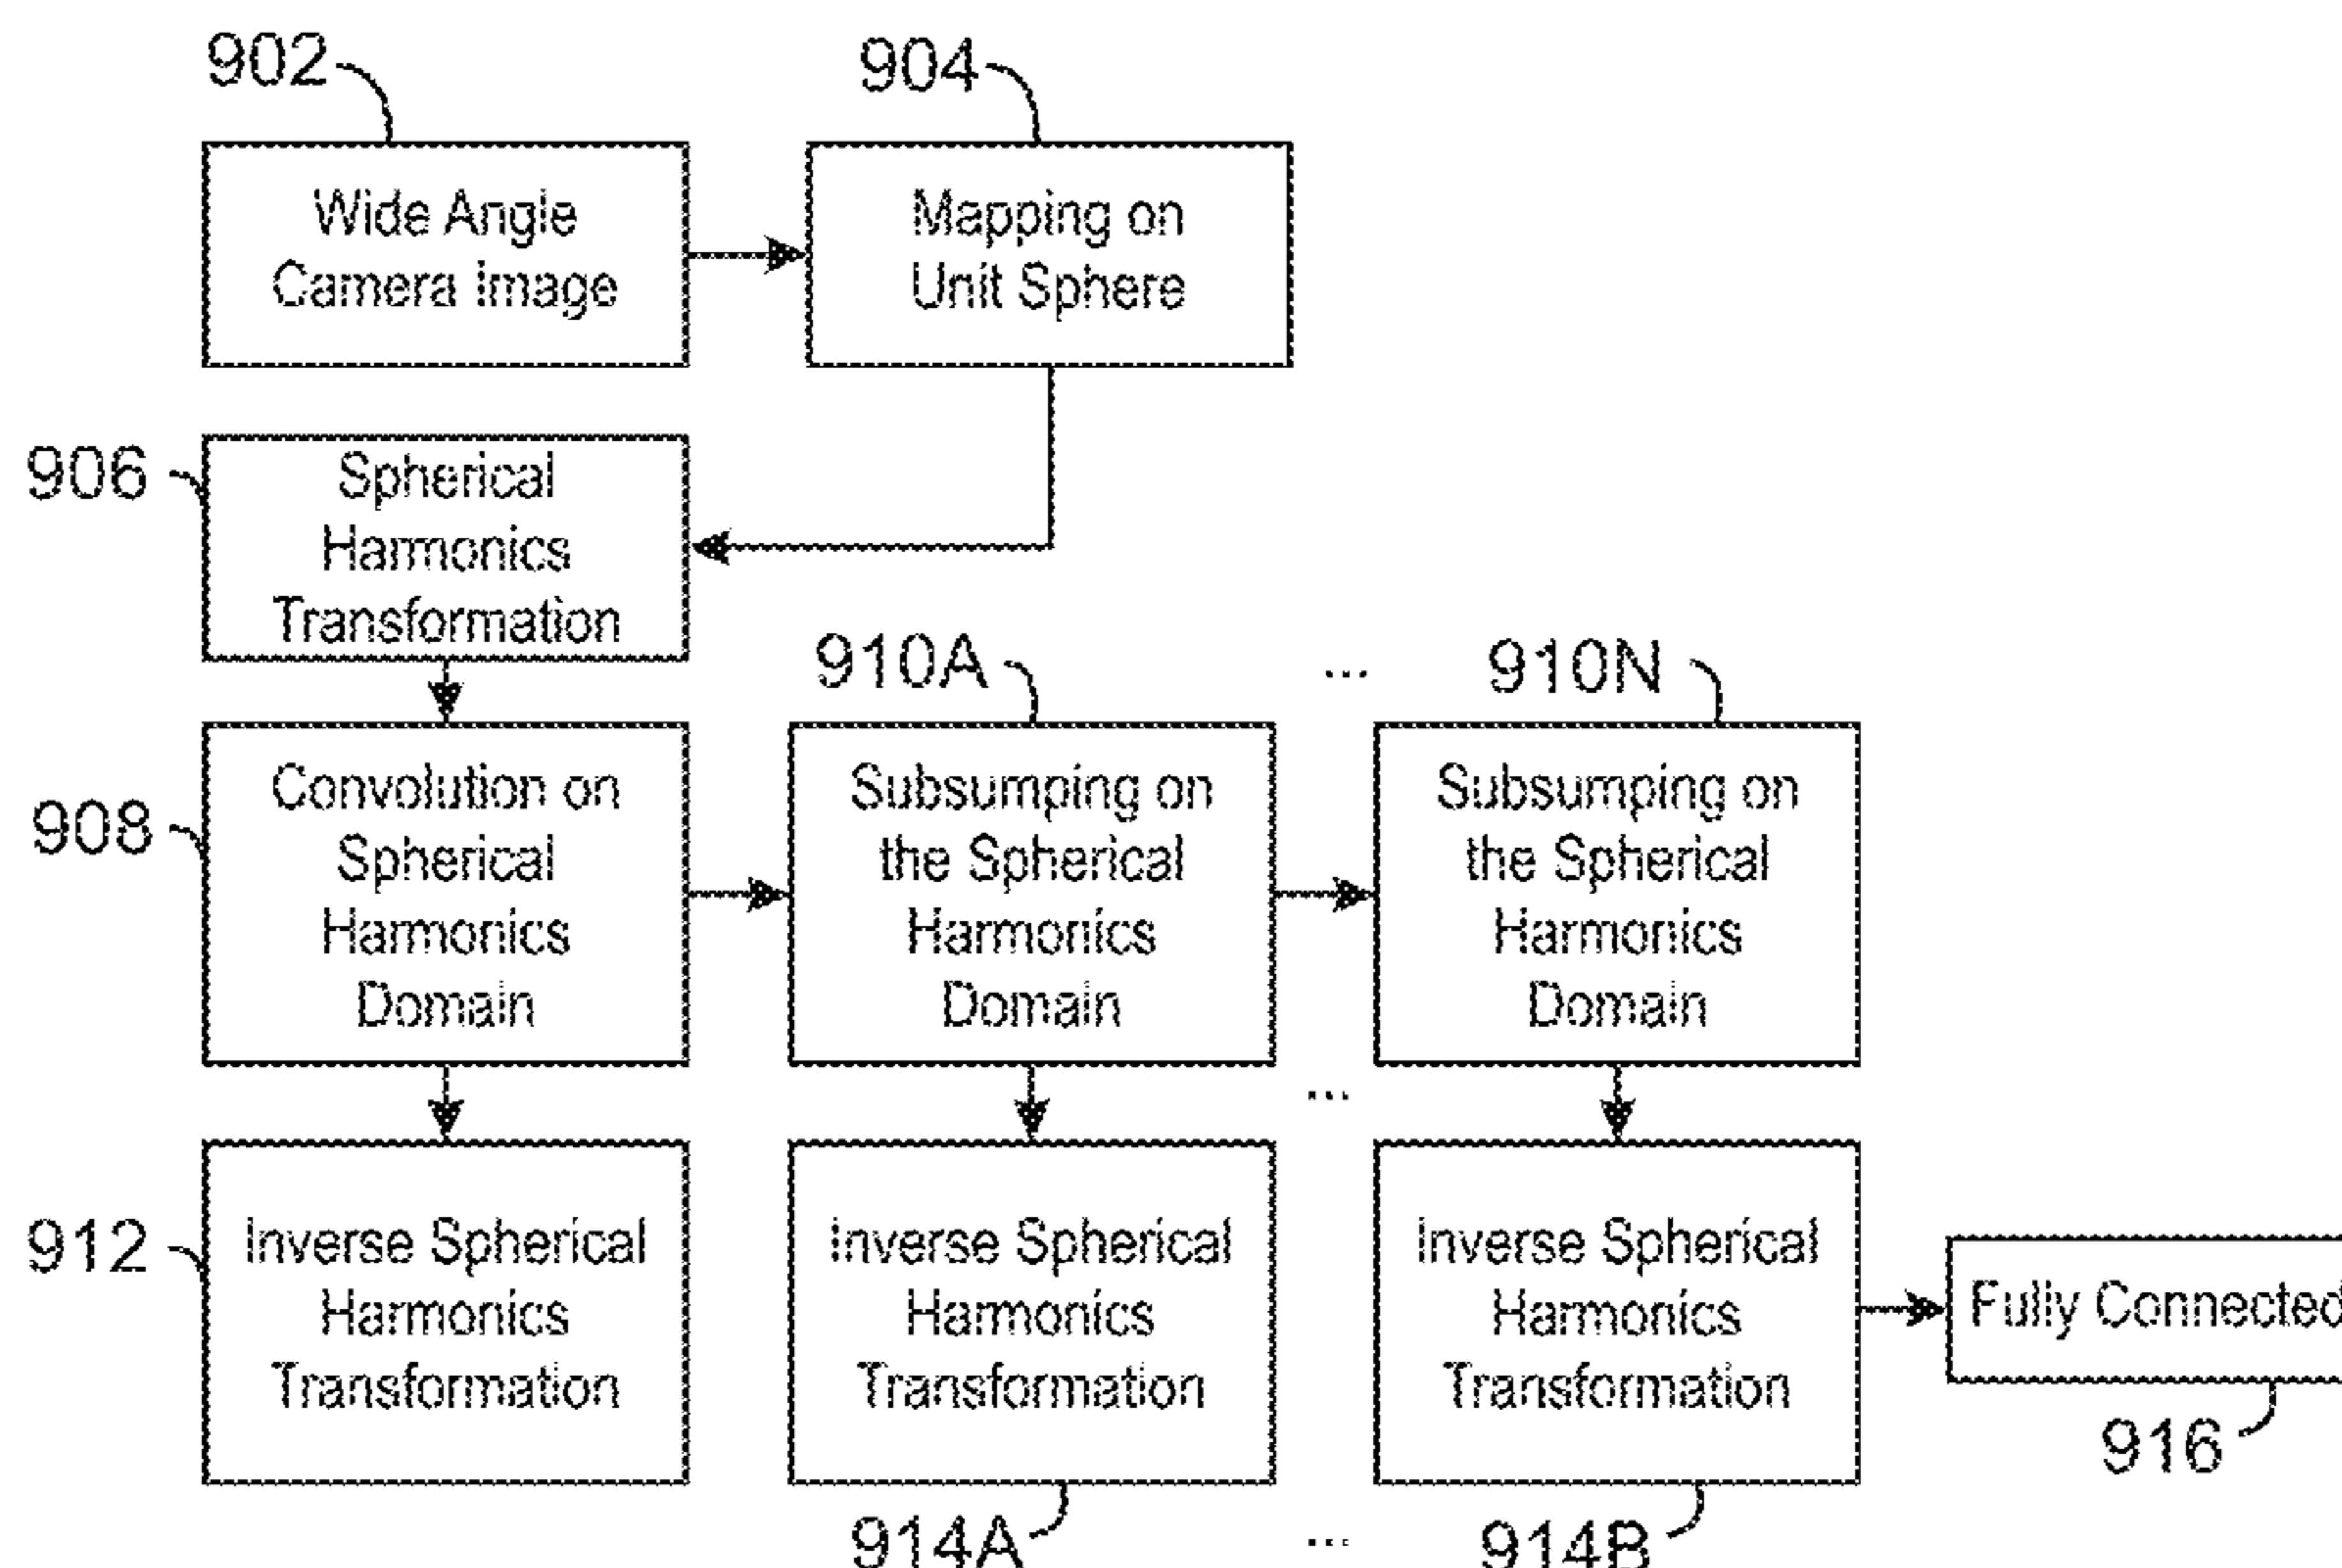 902
904
Wide Angle
Camera image
Mapping on
Unit Sphere
906
Spherical
Harmonics
Transformation
910A
...
910N
908
Convolution on
Spherical
Harmonics
Domain
Subsumping on
the Spherical
Harmonics
Domain
Subsumping on
the Spherical
Harmonics
Domain
...
912
Inverse Spherical
Harmonics
Transformation
Inverse Spherical
Harmonics
Transformation
Inverse Spherical
Harmonics
Transformation
Fully Connected
916
914A
...
914B